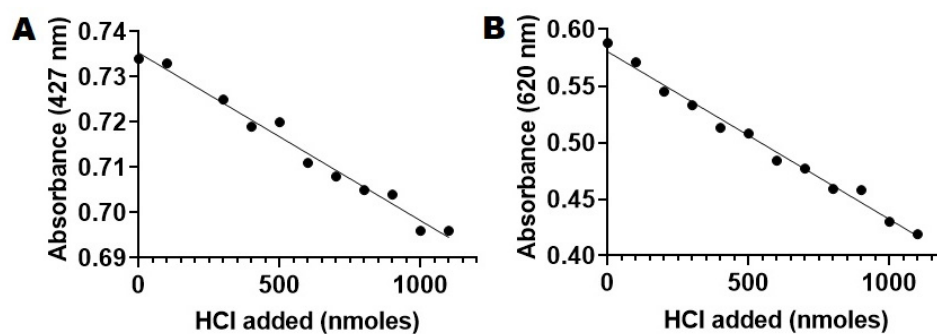 A
Absorbance (427 nm)
0.74
0.73
0.72
0.71
0.70
0.69
0
500
1000
HCl added (nmoles)
B
Absorbance (620 nm)
0.60
0.55
0.50
0.45
0.40
0
500
1000
HCl added (nmoles)